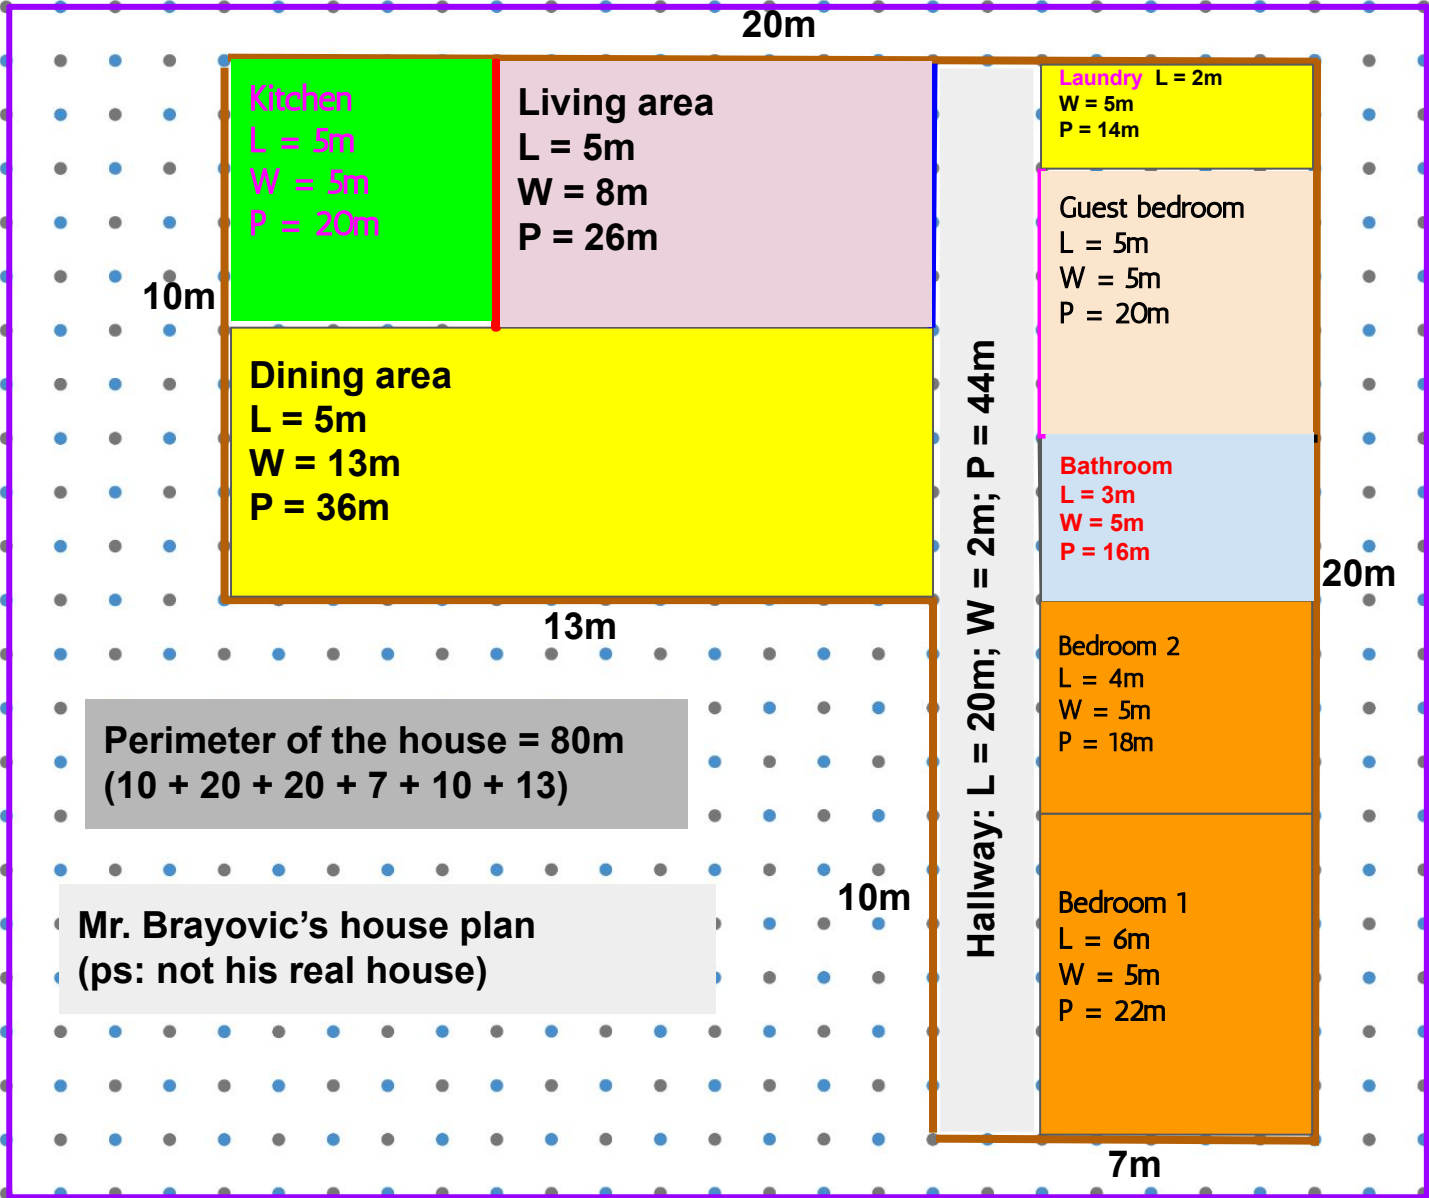 20m
Kitchen
L = 5m
W = 5m
P = 20m
Living area
L = 5m
W = 8m
P = 26m
Laundry L = 2m
W = 5m
P = 14m
Guest bedroom
L = 5m
W = 5m
P = 20m
10m
Dining area
L = 5m
W = 13m
P = 36m
Hallway: L = 20m; W = 2m; P = 44m
Bathroom
L = 3m
W = 5m
P = 16m
20m
13m
Bedroom 2
L = 4m
W = 5m
P = 18m
Perimeter of the house = 80m
(10 + 20 + 20 + 7 + 10 + 13)
10m
Bedroom 1
L = 6m
W = 5m
P = 22m
Mr. Brayovic’s house plan
(ps: not his real house)
7m